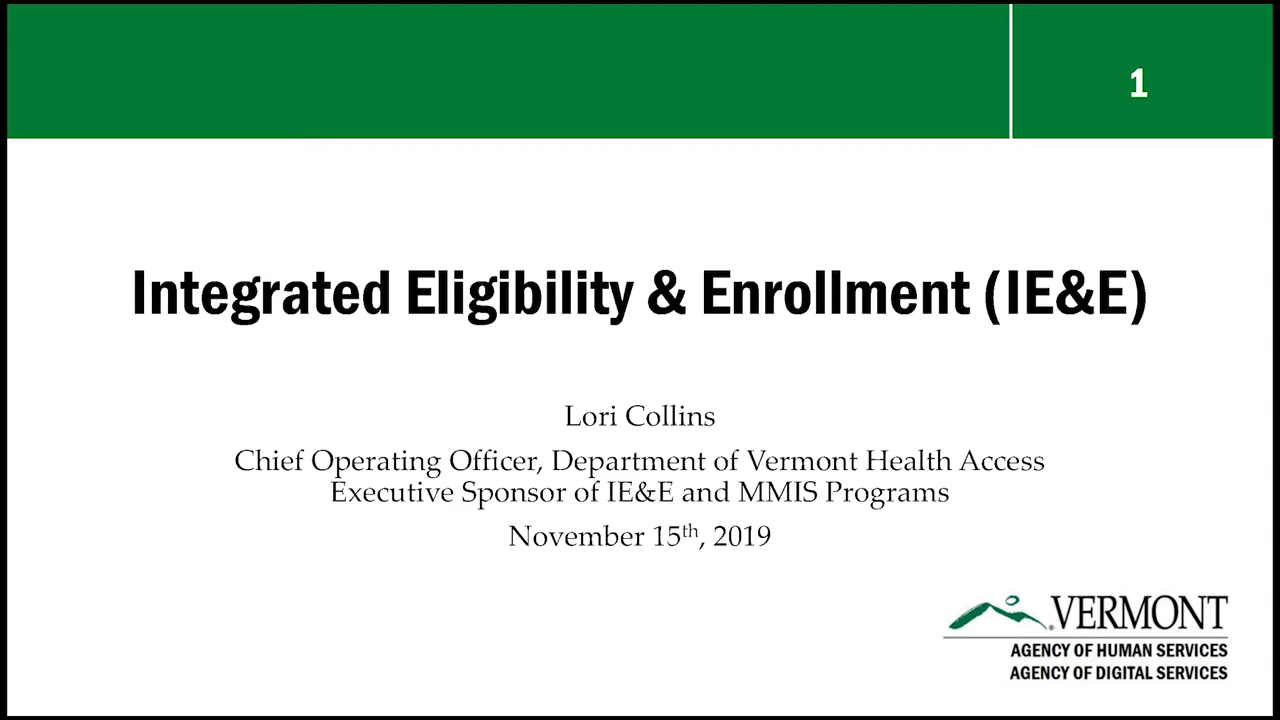 1
Integrated Eligibility & Enrollment (IE&E)
Lori Collins
Chief Operating Officer, Department of Vermont Health Access
Executive Sponsor of IE&E and MMIS Programs
November 15th, 2019
VERMONT
AGENCY OF HUMAN SERVICES
AGENCY OF DIGITAL SERVICES